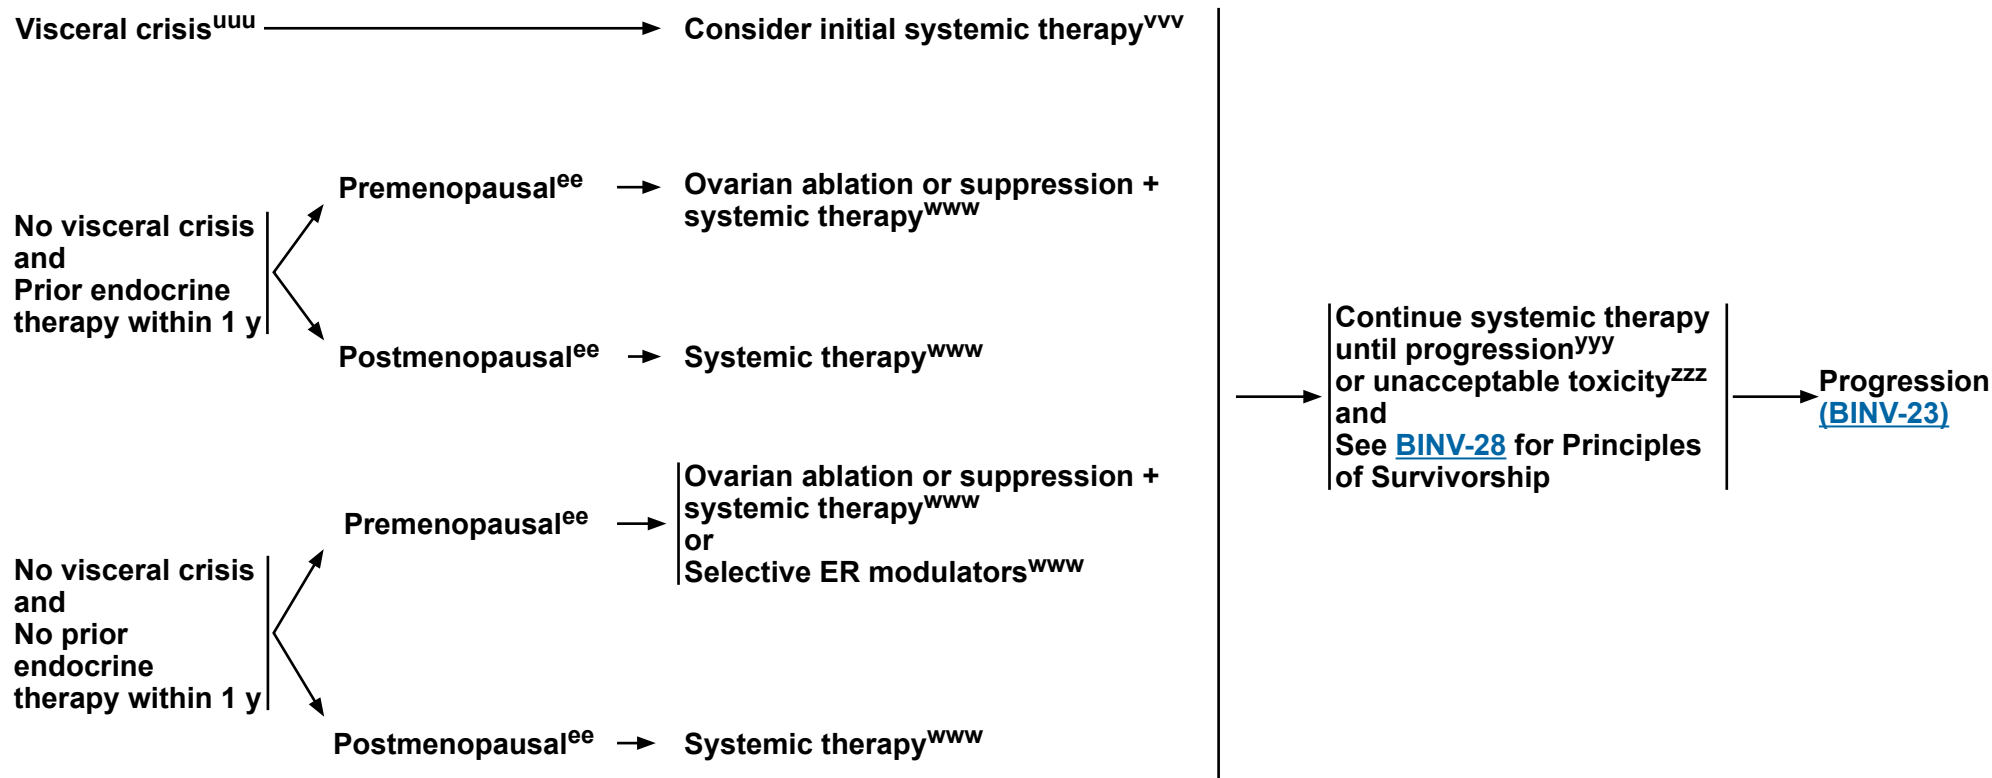 Visceral crisisuuu
Consider initial systemic therapyvvv
No visceral crisis
and
Prior endocrine
therapy within 1 y
Premenopausalee
Ovarian ablation or suppression +
systemic therapywww
Postmenopausalee
Systemic therapywww
No visceral crisis
and
No prior
endocrine
therapy within 1 y
Premenopausalee
Ovarian ablation or suppression +
systemic therapywww
or
Selective ER modulatorswww
Postmenopausalee
Systemic therapywww
Continue systemic therapy
until progressionyyy
or unacceptable toxicityzzz
and
See BINV-28 for Principles
of Survivorship
Progression
(BINV-23)